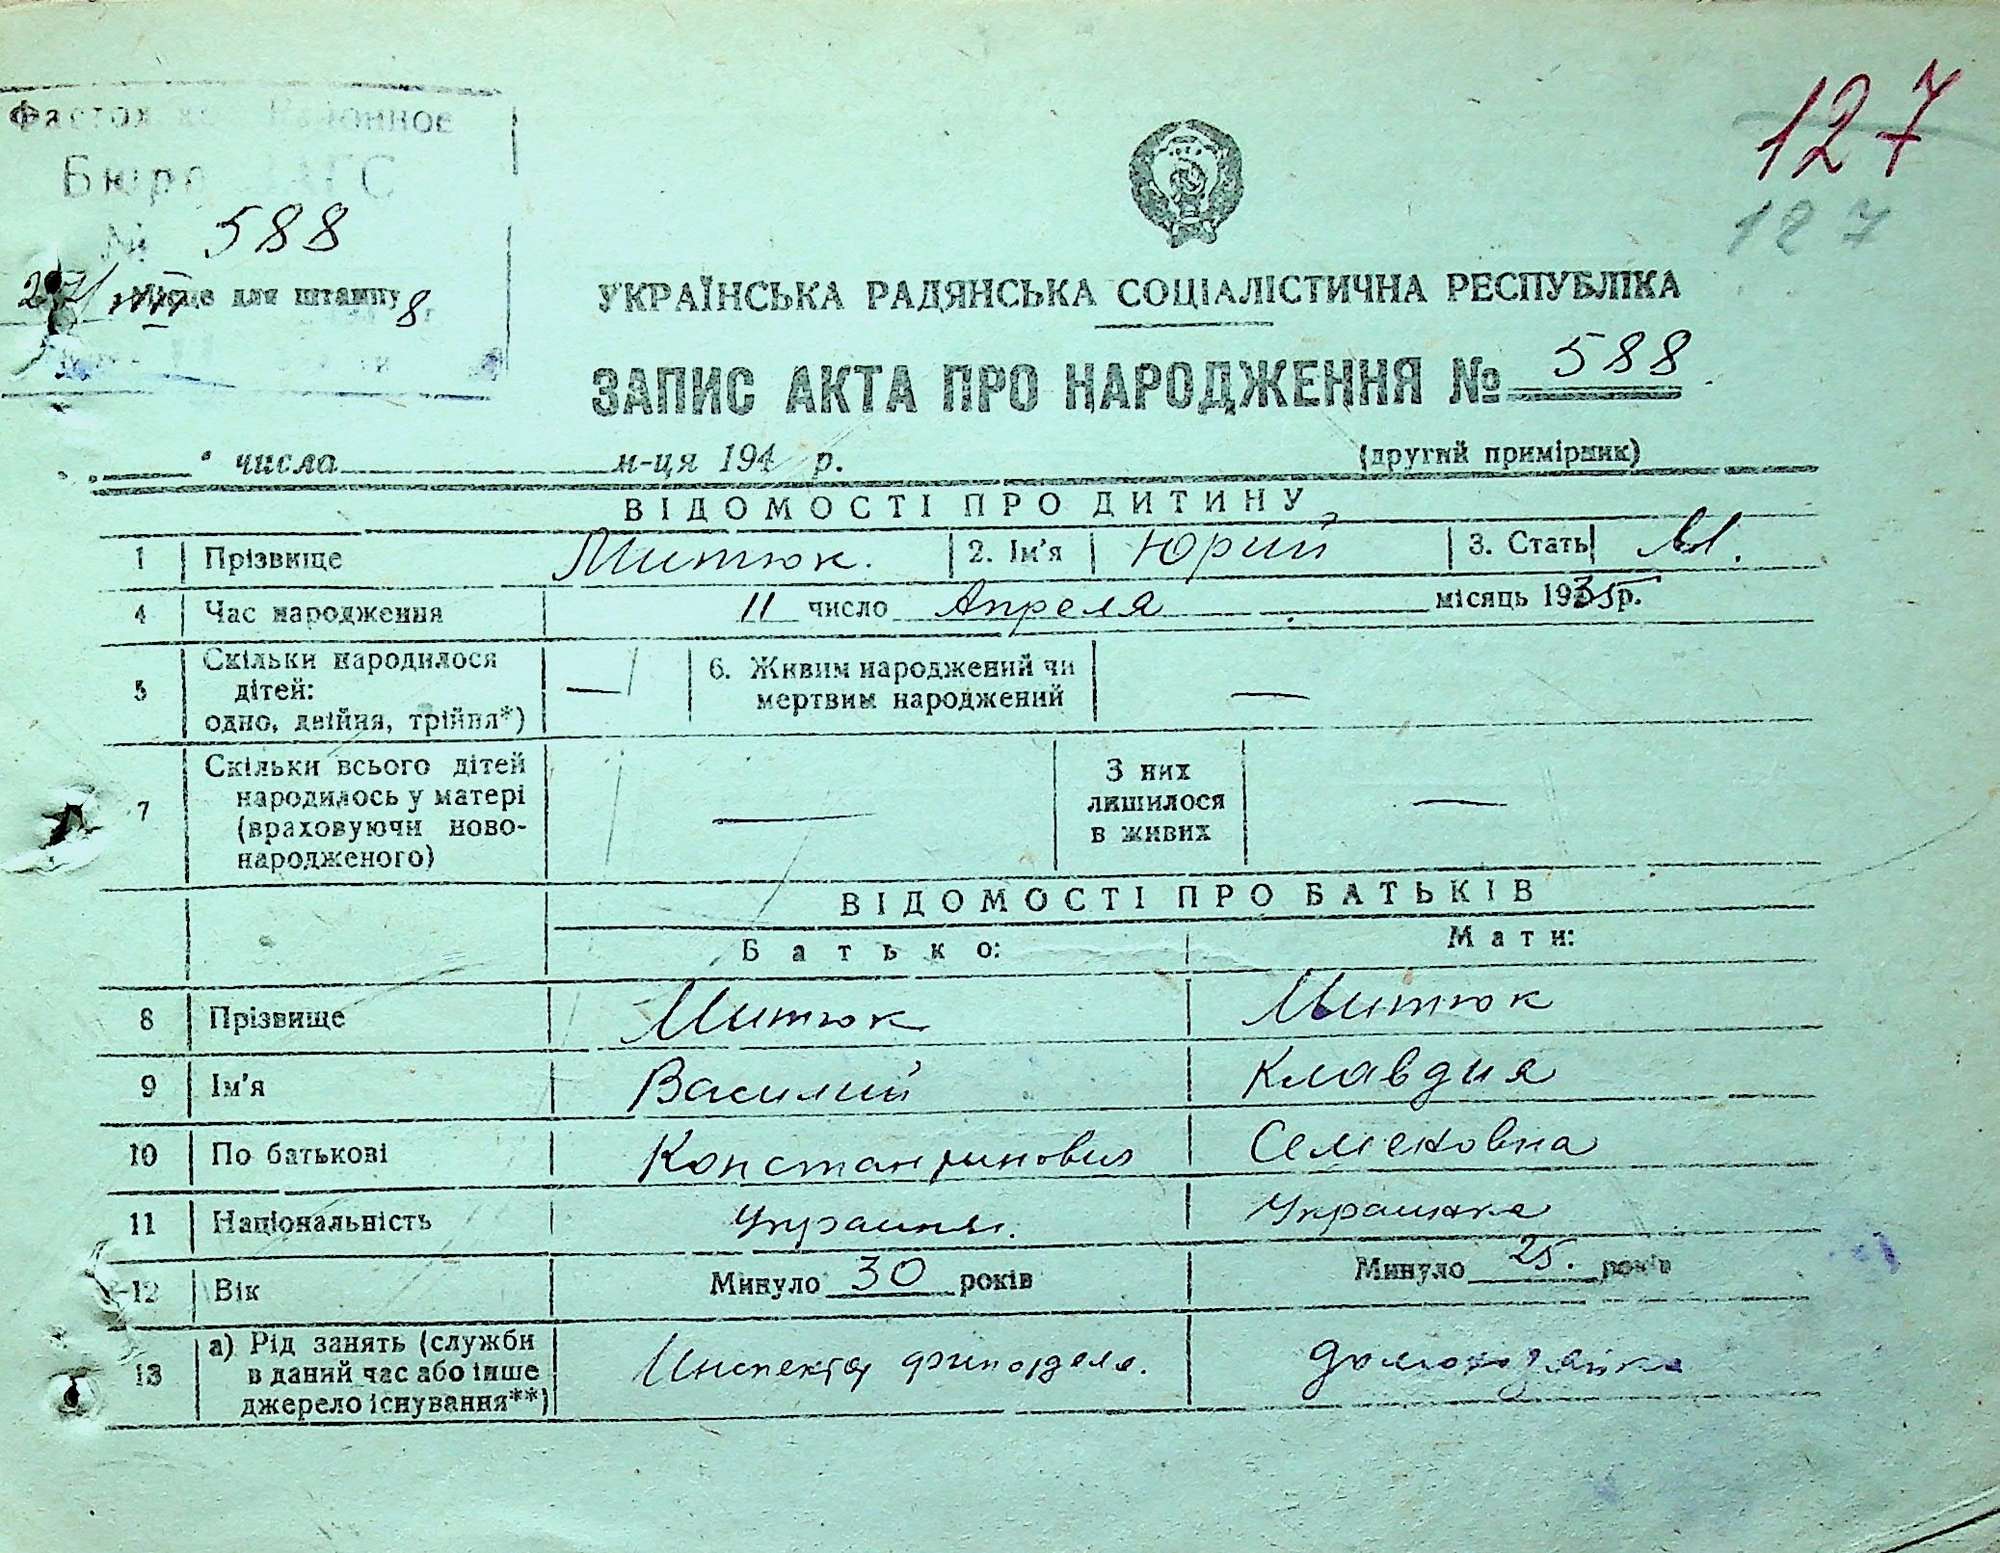 127
127
Районное
Бюро ЗАГС
№ 588
Місце для штампу 8
УКРАЇНСЬКА РАДЯНСЬКА СОЦІАЛІСТИЧНА РЕСПУБЛІКА
ЗАПИС АКТА ПРО НАРОДЖЕННЯ № 588
" числа м-ця 194 р. (другий примірник)
ВІДОМОСТІ ПРО ДИТИНУ
1 Прізвище Митюк. 2. Ім'я Юрий 3. Стать М.
4 Час народження 11 число Апреля місяць 1935 р.
5 Скільки народилося дітей: одно, двійня, трійня*) — 6. Живим народжений чи мертвим народжений —
7 Скільки всього дітей народилось у матері (враховуючи новонародженого) — З них лишилося в живих —
ВІДОМОСТІ ПРО БАТЬКІВ
Батько: Мати:
8 Прізвище Митюк Митюк
9 Ім'я Василий Клавдия
10 По батькові Константинович Семеновна
11 Національність Украинец. Украинка
12 Вік Минуло 30 років Минуло 25. років
13 а) Рід занять (служби в даний час або інше джерело існування**) Инспектор финотдела. домохозяйка